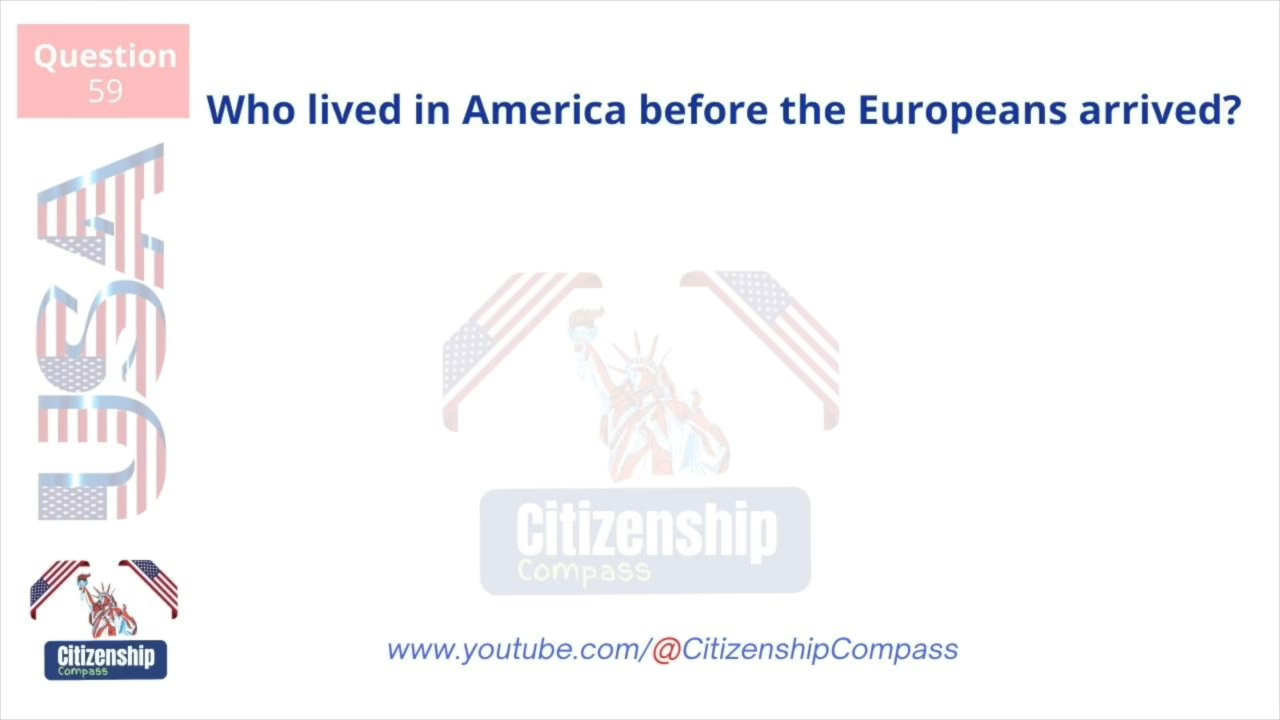 Question
59
Who lived in America before the Europeans arrived?
USA
Citizenship
Compass
Citizenship
Compass
www.youtube.com/@CitizenshipCompass